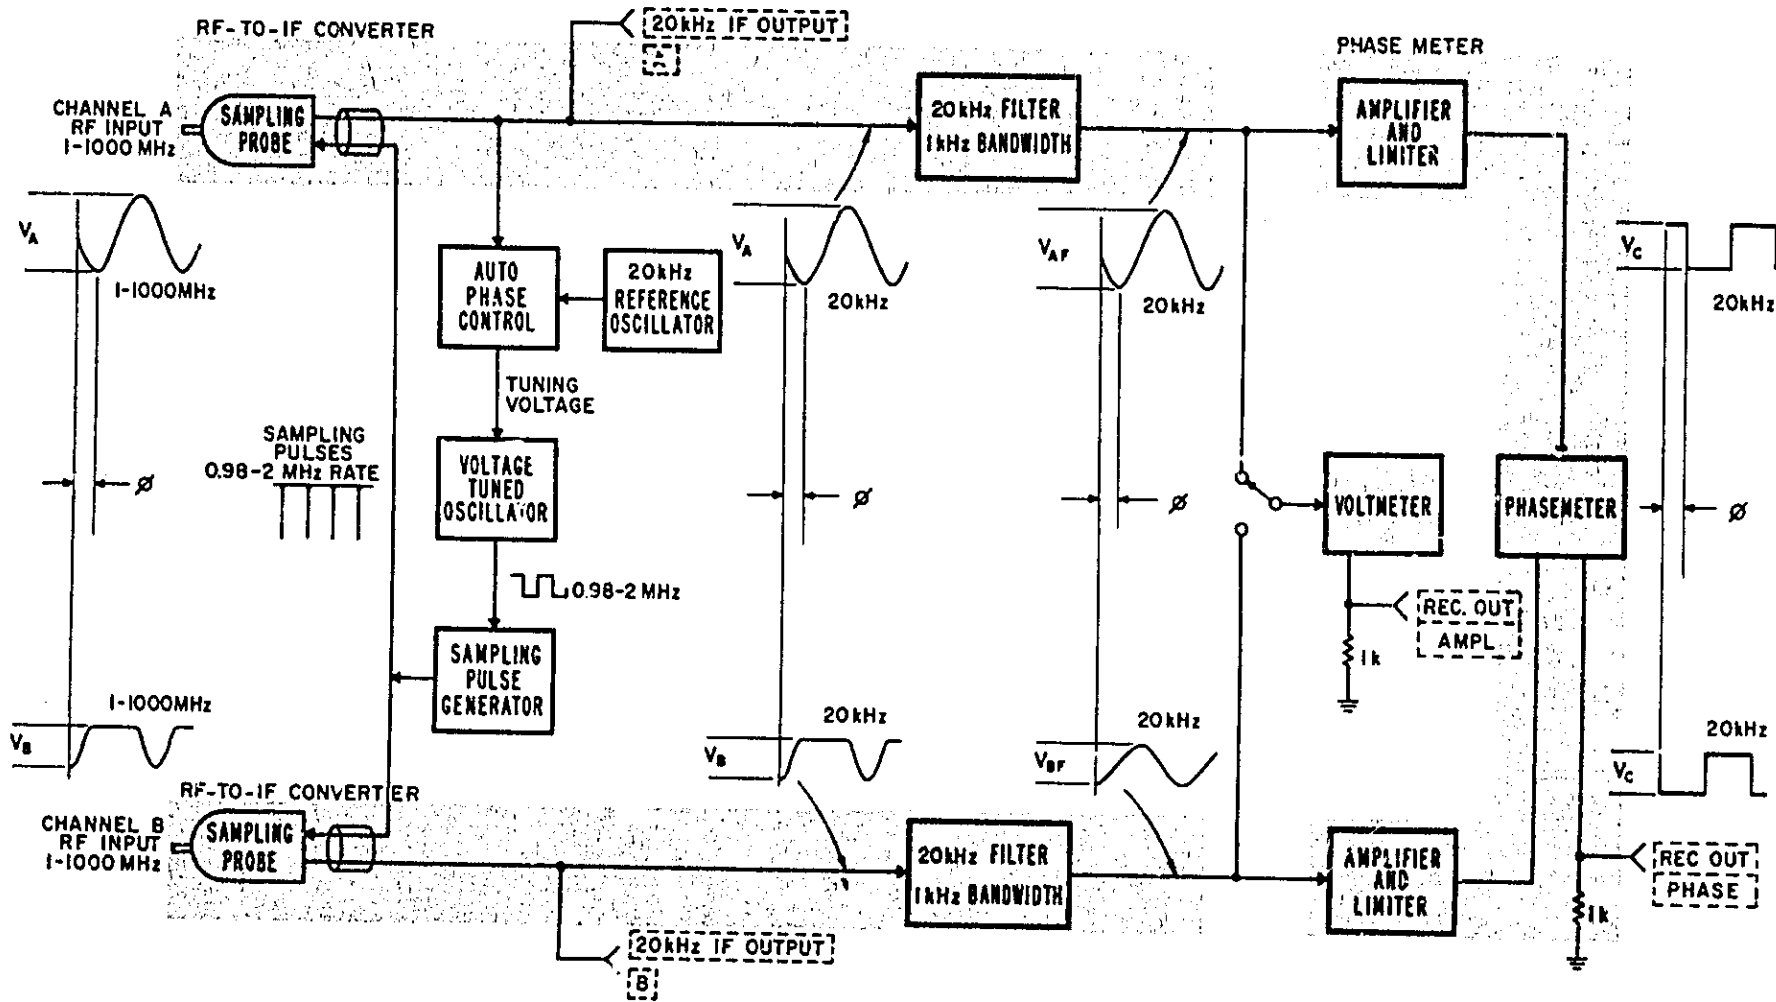 RF-TO-IF CONVERTER
20kHz IF OUTPUT
A
PHASE METER
CHANNEL A
RF INPUT
1-1000 MHz
SAMPLING
PROBE
20kHz FILTER
1kHz BANDWIDTH
AMPLIFIER
AND
LIMITER
VA
1-1000MHz
AUTO
PHASE
CONTROL
20kHz
REFERENCE
OSCILLATOR
VA
20kHz
VAF
20kHz
VC
20kHz
TUNING
VOLTAGE
SAMPLING
PULSES
0.98-2 MHz RATE
ø
VOLTAGE
TUNED
OSCILLATOR
ø
ø
VOLTMETER
PHASEMETER
ø
0.98-2 MHz
REC. OUT
AMPL
1k
SAMPLING
PULSE
GENERATOR
1-1000MHz
VB
20kHz
VB
20kHz
VBF
20kHz
VC
RF-TO-IF CONVERTER
CHANNEL B
RF INPUT
1-1000 MHz
SAMPLING
PROBE
20kHz FILTER
1kHz BANDWIDTH
AMPLIFIER
AND
LIMITER
REC OUT
PHASE
1k
20kHz IF OUTPUT
B